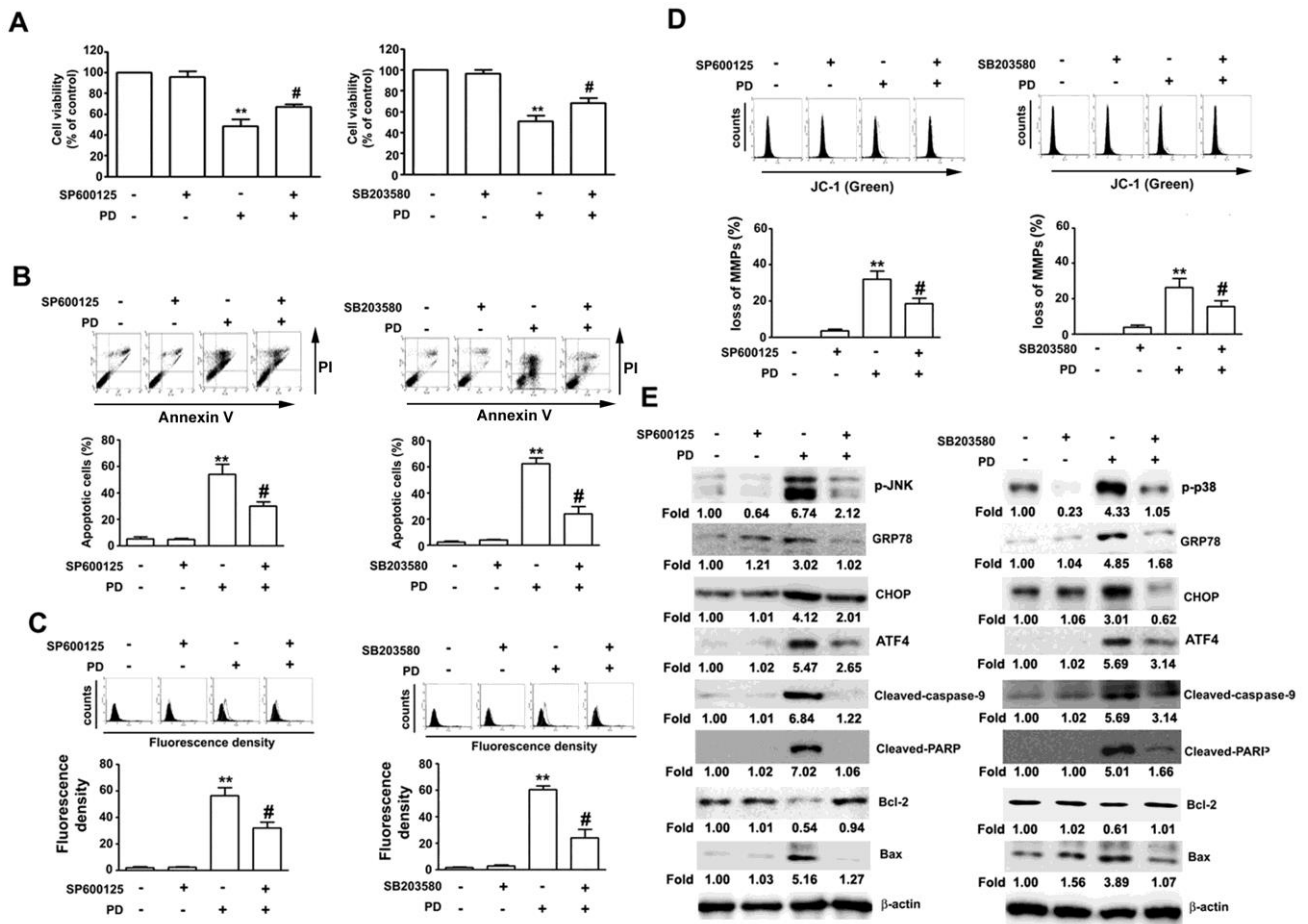 A
Cell viability
(% of control)
120
100
80
60
40
20
0
**
#
SP600125 - + - +
PD - - + +
Cell viability
(% of control)
120
100
80
60
40
20
0
**
#
SB203580 - + - +
PD - - + +
B
SP600125 - + - +
PD - - + +
PI
Annexin V
Apoptotic cells (%)
80
60
40
20
0
**
#
SP600125 - + - +
PD - - + +
SB203580 - + - +
PD - - + +
PI
Annexin V
Apoptotic cells (%)
80
60
40
20
0
**
#
SB203580 - + - +
PD - - + +
C
SP600125 - + - +
PD - - + +
counts
Fluorescence density
Fluorescence
density
80
60
40
20
0
**
#
SP600125 - + - +
PD - - + +
SB203580 - + - +
PD - - + +
counts
Fluorescence density
Fluorescence
density
80
60
40
20
0
**
#
SB203580 - + - +
PD - - + +
D
SP600125 - + - +
PD - - + +
counts
JC-1 (Green)
loss of MMPs (%)
60
40
20
0
**
#
SP600125 - + - +
PD - - + +
SB203580 - + - +
PD - - + +
counts
JC-1 (Green)
loss of MMPs (%)
60
40
20
0
**
#
SB203580 - + - +
PD - - + +
E
SP600125 - + - +
PD - - + +
p-JNK
Fold 1.00 0.64 6.74 2.12
GRP78
Fold 1.00 1.21 3.02 1.02
CHOP
Fold 1.00 1.01 4.12 2.01
ATF4
Fold 1.00 1.02 5.47 2.65
Cleaved-caspase-9
Fold 1.00 1.01 6.84 1.22
Cleaved-PARP
Fold 1.00 1.02 7.02 1.06
Bcl-2
Fold 1.00 1.01 0.54 0.94
Bax
Fold 1.00 1.03 5.16 1.27
β-actin
SB203580 - + - +
PD - - + +
p-p38
Fold 1.00 0.23 4.33 1.05
GRP78
Fold 1.00 1.04 4.85 1.68
CHOP
Fold 1.00 1.06 3.01 0.62
ATF4
Fold 1.00 1.02 5.69 3.14
Cleaved-caspase-9
Fold 1.00 1.02 5.69 3.14
Cleaved-PARP
Fold 1.00 1.00 5.01 1.66
Bcl-2
Fold 1.00 1.02 0.61 1.01
Bax
Fold 1.00 1.56 3.89 1.07
β-actin